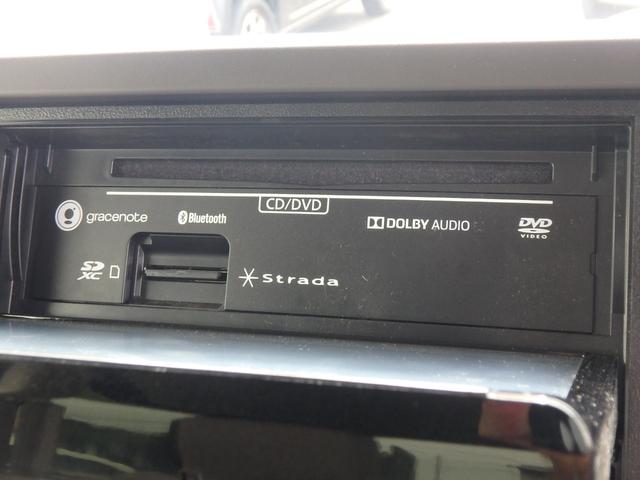 CD/DVD
gracenote
Bluetooth
DOLBY AUDIO
DVD
VIDEO
SD
XC
Strada